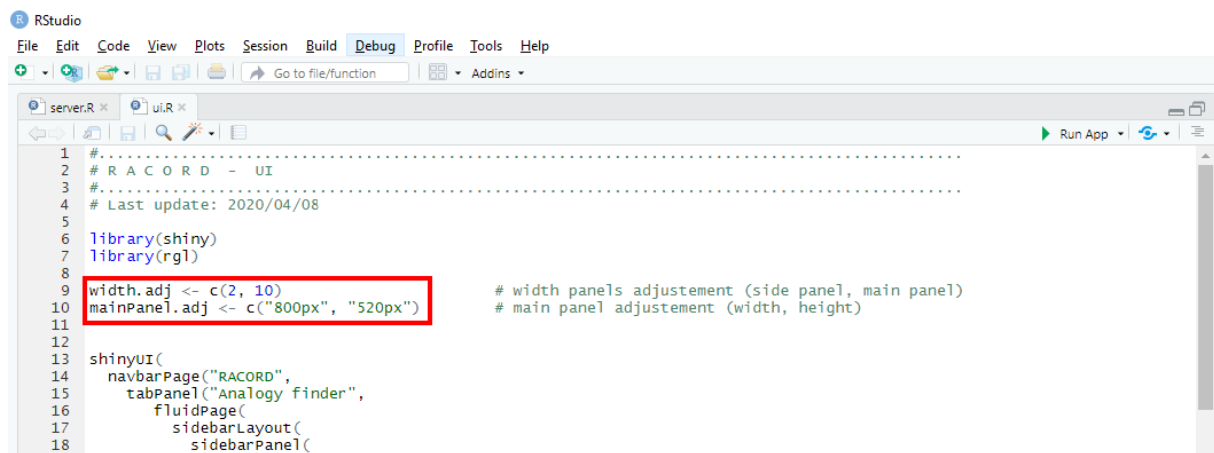 RStudio
File Edit Code View Plots Session Build Debug Profile Tools Help
Go to file/function Addins
server.R ui.R
Run App
1 #..........................................................................................
2 # R A C O R D - UI
3 #..........................................................................................
4 # Last update: 2020/04/08
5
6 library(shiny)
7 library(rgl)
8
9 width.adj <- c(2, 10) # width panels adjustement (side panel, main panel)
10 mainPanel.adj <- c("800px", "520px") # main panel adjustement (width, height)
11
12
13 shinyUI(
14 navbarPage("RACORD",
15 tabPanel("Analogy finder",
16 fluidPage(
17 sidebarLayout(
18 sidebarPanel(